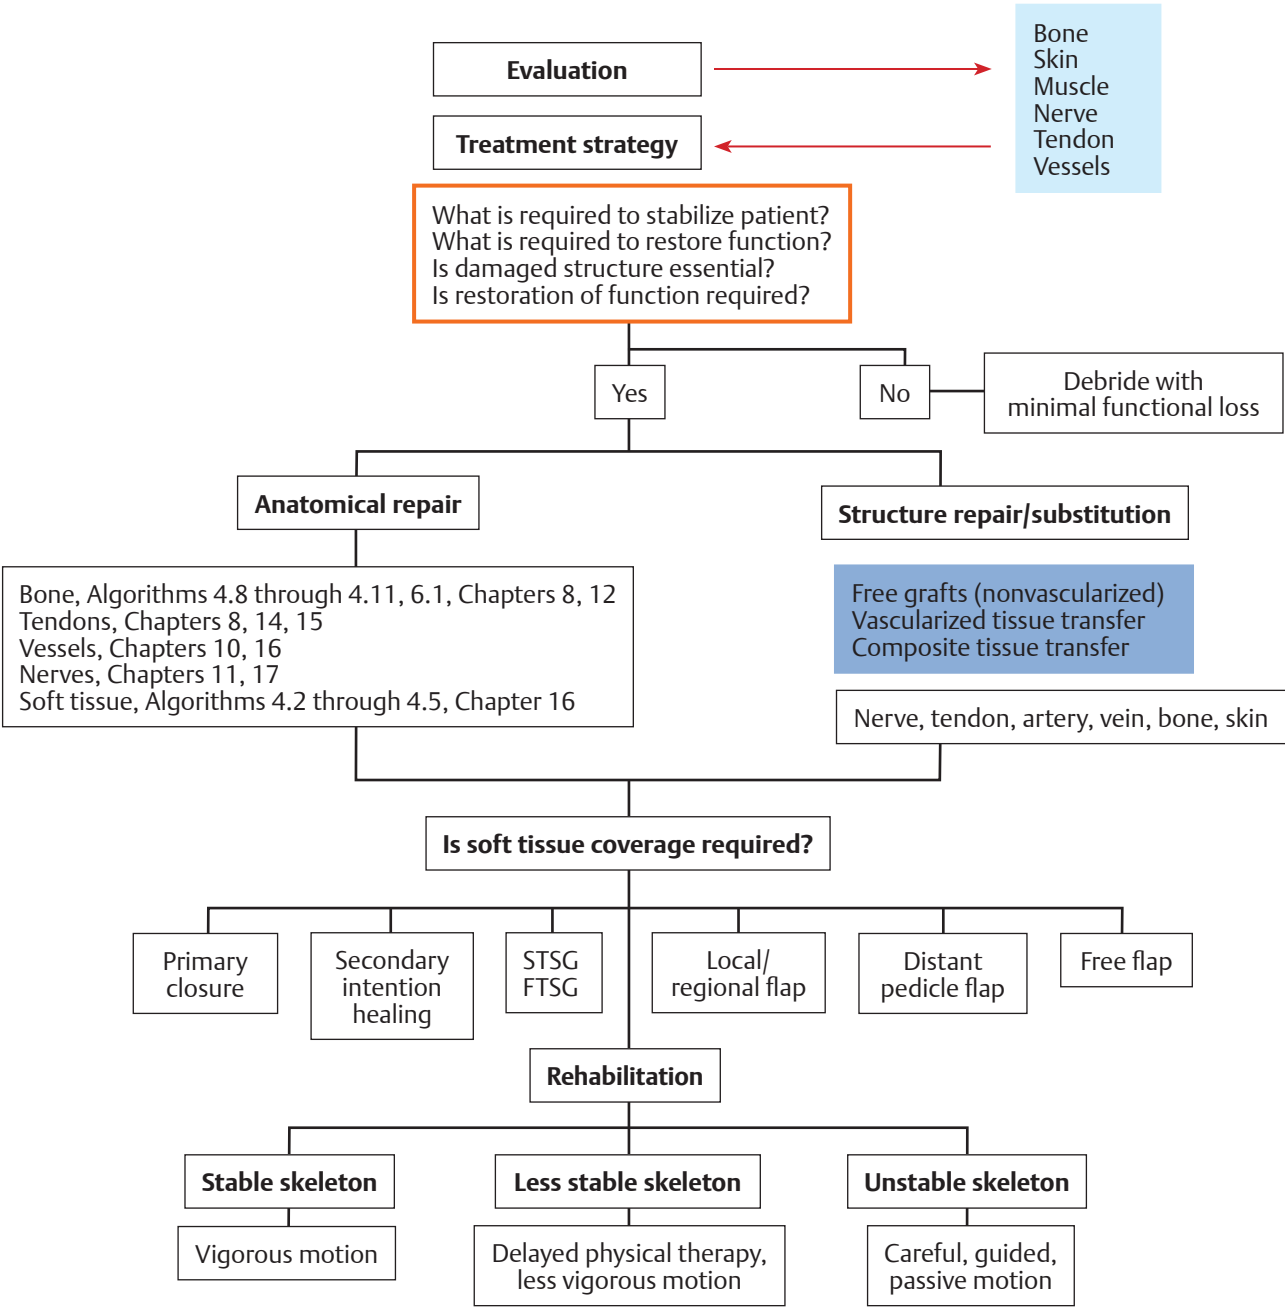 Evaluation
Bone
Skin
Muscle
Nerve
Tendon
Vessels
Treatment strategy
What is required to stabilize patient?
What is required to restore function?
Is damaged structure essential?
Is restoration of function required?
Yes
No
Debride with
minimal functional loss
Anatomical repair
Structure repair/substitution
Bone, Algorithms 4.8 through 4.11, 6.1, Chapters 8, 12
Tendons, Chapters 8, 14, 15
Vessels, Chapters 10, 16
Nerves, Chapters 11, 17
Soft tissue, Algorithms 4.2 through 4.5, Chapter 16
Free grafts (nonvascularized)
Vascularized tissue transfer
Composite tissue transfer
Nerve, tendon, artery, vein, bone, skin
Is soft tissue coverage required?
Primary
closure
Secondary
intention
healing
STSG
FTSG
Local/
regional flap
Distant
pedicle flap
Free flap
Rehabilitation
Stable skeleton
Less stable skeleton
Unstable skeleton
Vigorous motion
Delayed physical therapy,
less vigorous motion
Careful, guided,
passive motion